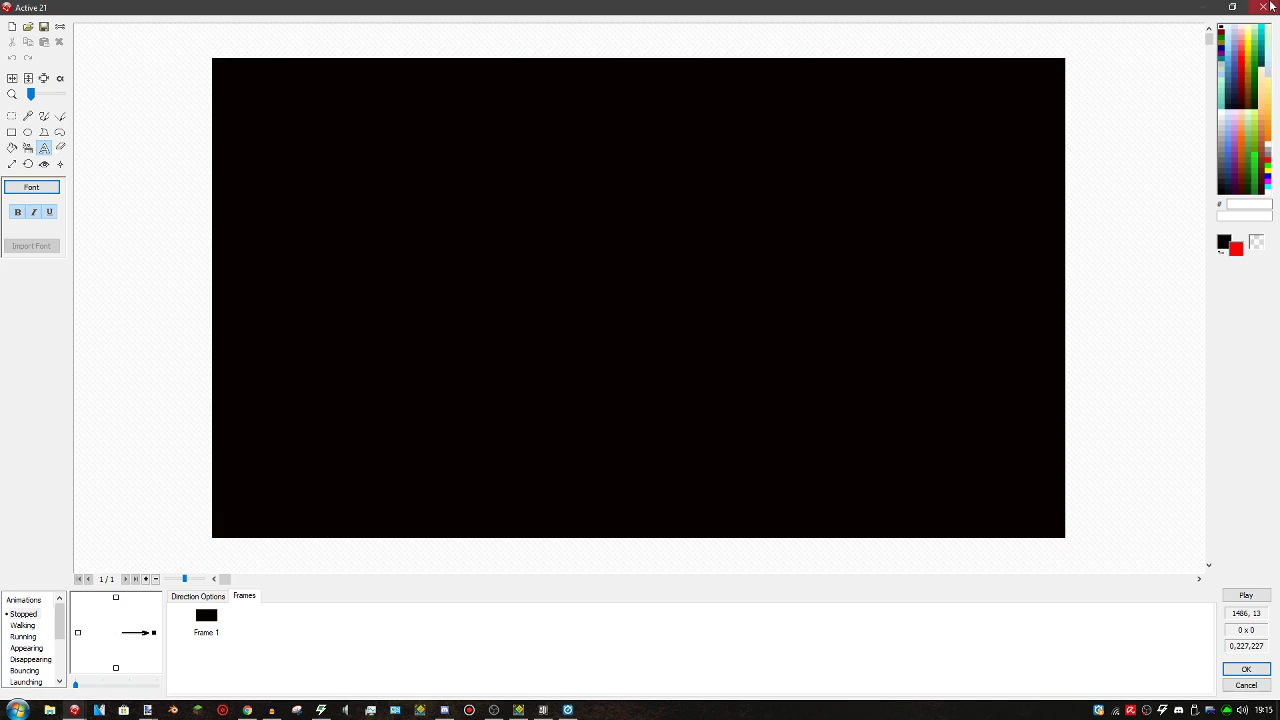 Active 21
Font
B I U
Import Font
#
1 / 1
Animations
Stopped
Walking
Running
Appearing
Disappearing
Bouncing
Launching
Direction Options
Frames
Frame 1
Play
1486, 13
0 x 0
0,227,227
OK
Cancel
19:15